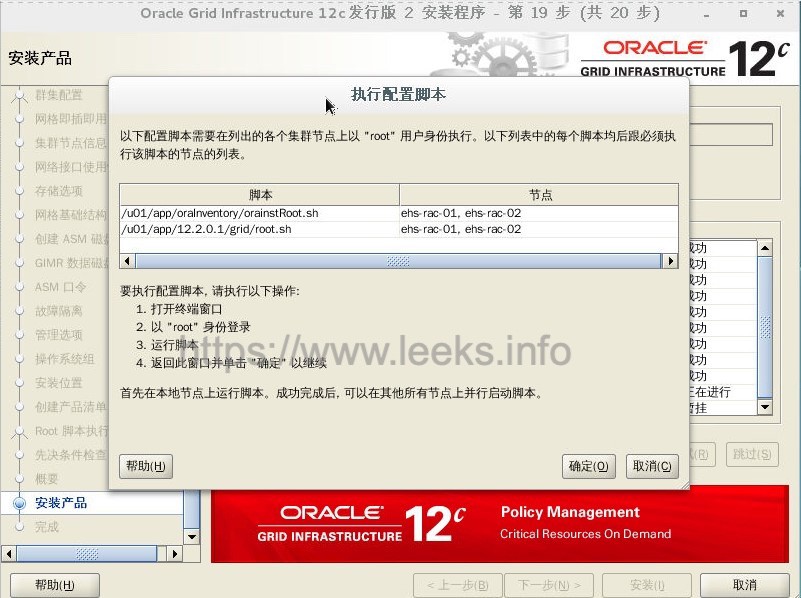 Oracle Grid Infrastructure 12c 发行版 2 安装程序 - 第 19 步 (共 20 步)
安装产品
ORACLE
GRID INFRASTRUCTURE 12c
执行配置脚本
以下配置脚本需要在列出的各个集群节点上以 "root" 用户身份执行。以下列表中的每个脚本均后跟必须执
行该脚本的节点的列表。
脚本 节点
/u01/app/oraInventory/orainstRoot.sh ehs-rac-01, ehs-rac-02
/u01/app/12.2.0.1/grid/root.sh ehs-rac-01, ehs-rac-02
要执行配置脚本, 请执行以下操作:
1. 打开终端窗口
2. 以 "root" 身份登录
3. 运行脚本
4. 返回此窗口并单击 "确定" 以继续
首先在本地节点上运行脚本。成功完成后, 可以在其他所有节点上并行启动脚本。
https://www.leeks.info
帮助(H)
确定(O)
取消(C)
群集配置
网格即插即用
集群节点信息
网络接口使用
存储选项
网格基础结构
创建 ASM 磁
GIMR 数据磁
ASM 口令
故障隔离
管理选项
操作系统组
安装位置
创建产品清单
Root 脚本执行
先决条件检查
概要
安装产品
完成
成功
成功
成功
成功
成功
成功
成功
成功
成功
正在进行
暂挂
(R)
跳过(S)
ORACLE
GRID INFRASTRUCTURE 12c
Policy Management
Critical Resources On Demand
帮助(H)
< 上一步(B)
下一步(N) >
安装(I)
取消